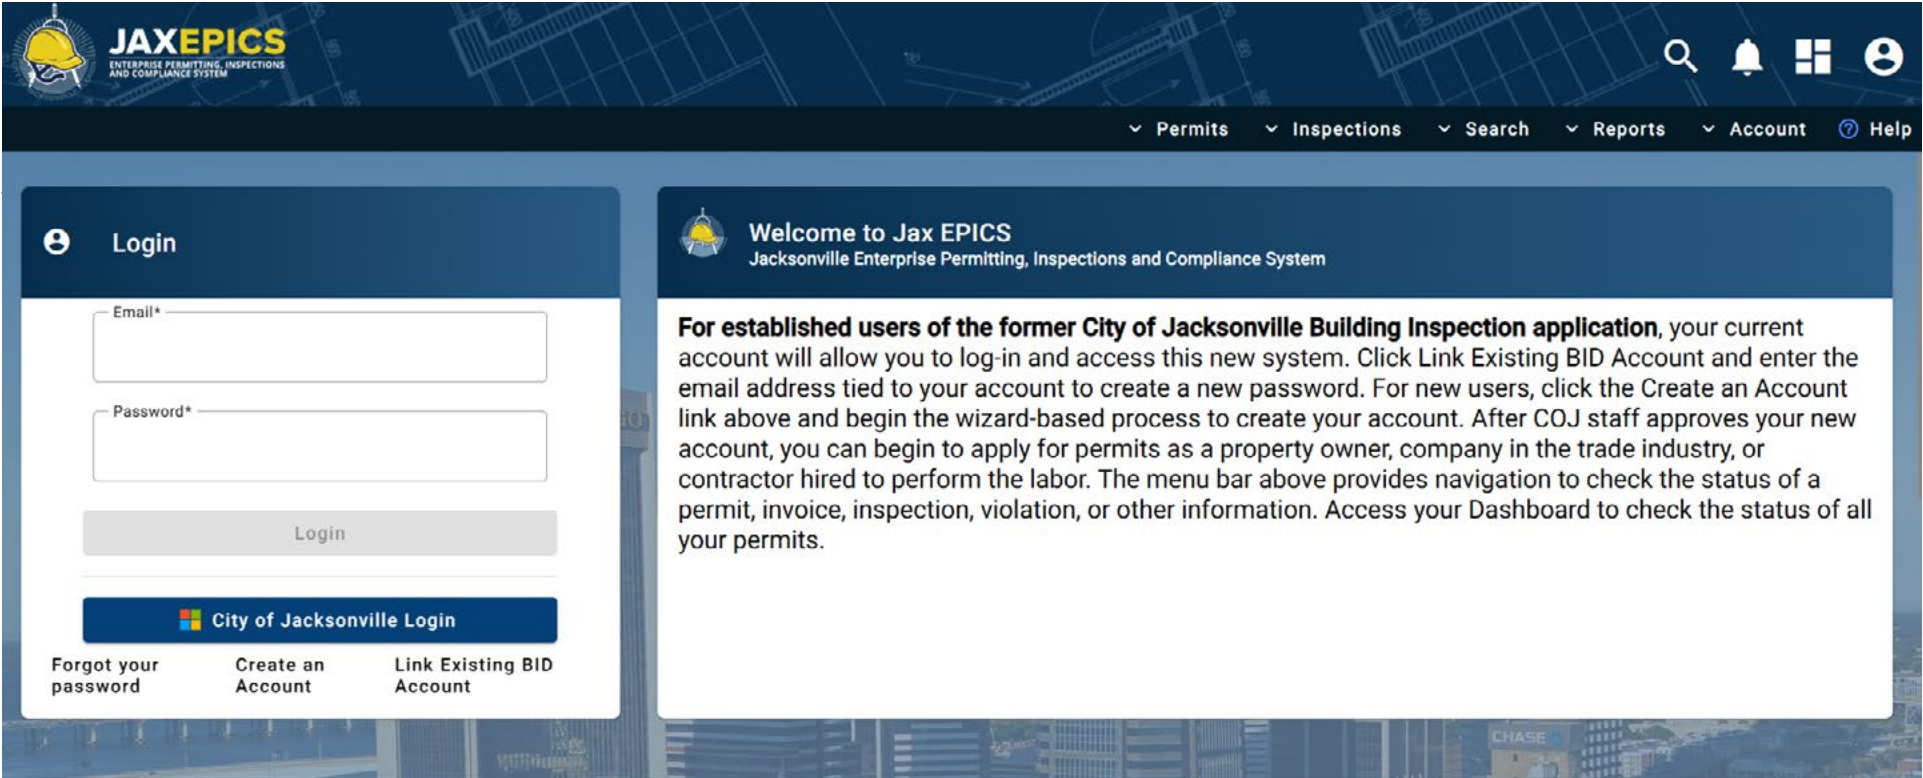 JAXEPICS
ENTERPRISE PERMITTING, INSPECTIONS
AND COMPLIANCE SYSTEM
Permits Inspections Search Reports Account Help
Login
Email*
Password*
Login
City of Jacksonville Login
Forgot your
password
Create an
Account
Link Existing BID
Account
Welcome to Jax EPICS
Jacksonville Enterprise Permitting, Inspections and Compliance System
For established users of the former City of Jacksonville Building Inspection application, your current
account will allow you to log-in and access this new system. Click Link Existing BID Account and enter the
email address tied to your account to create a new password. For new users, click the Create an Account
link above and begin the wizard-based process to create your account. After COJ staff approves your new
account, you can begin to apply for permits as a property owner, company in the trade industry, or
contractor hired to perform the labor. The menu bar above provides navigation to check the status of a
permit, invoice, inspection, violation, or other information. Access your Dashboard to check the status of all
your permits.
CHASE